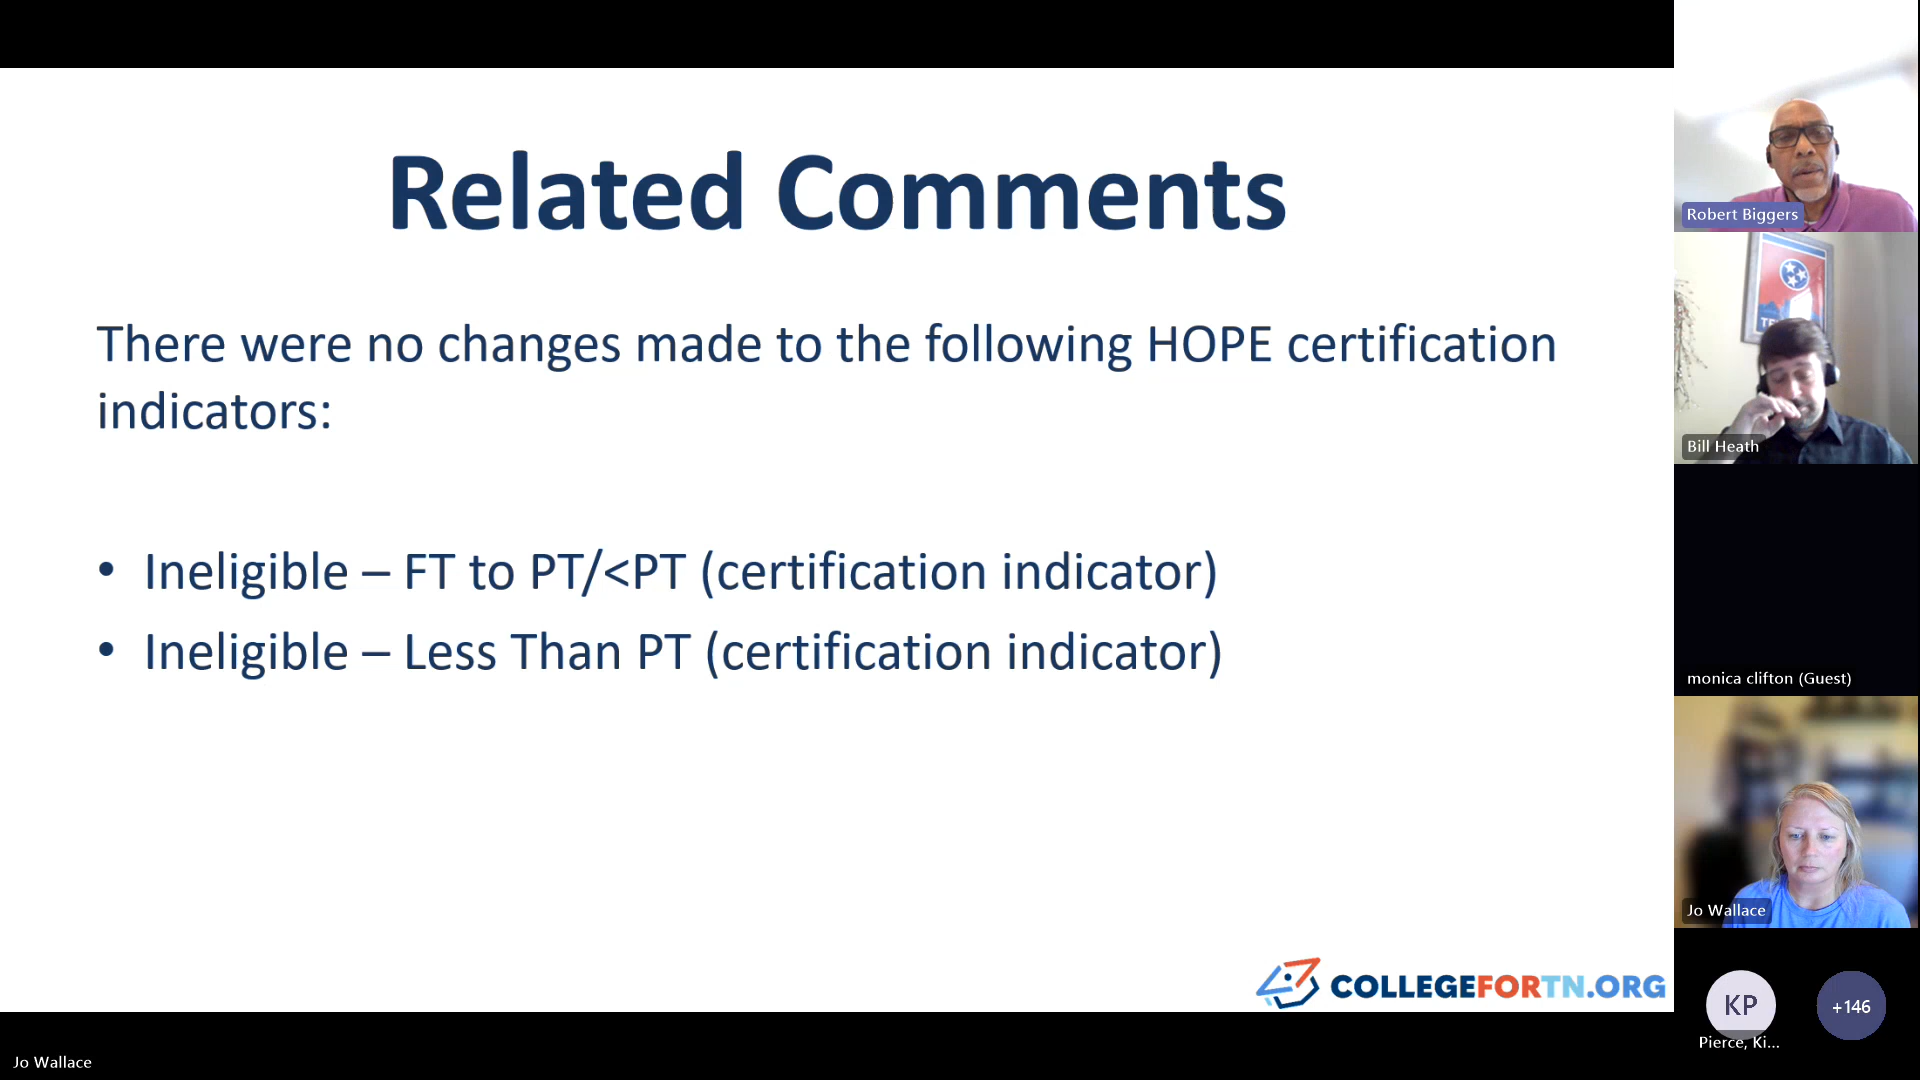 Related Comments
There were no changes made to the following HOPE certification
indicators:
• Ineligible – FT to PT/<PT (certification indicator)
• Ineligible – Less Than PT (certification indicator)
COLLEGEFORTN.ORG
Jo Wallace
Robert Biggers
TE
Bill Heath
monica clifton (Guest)
Jo Wallace
KP
Pierce, Ki...
+146